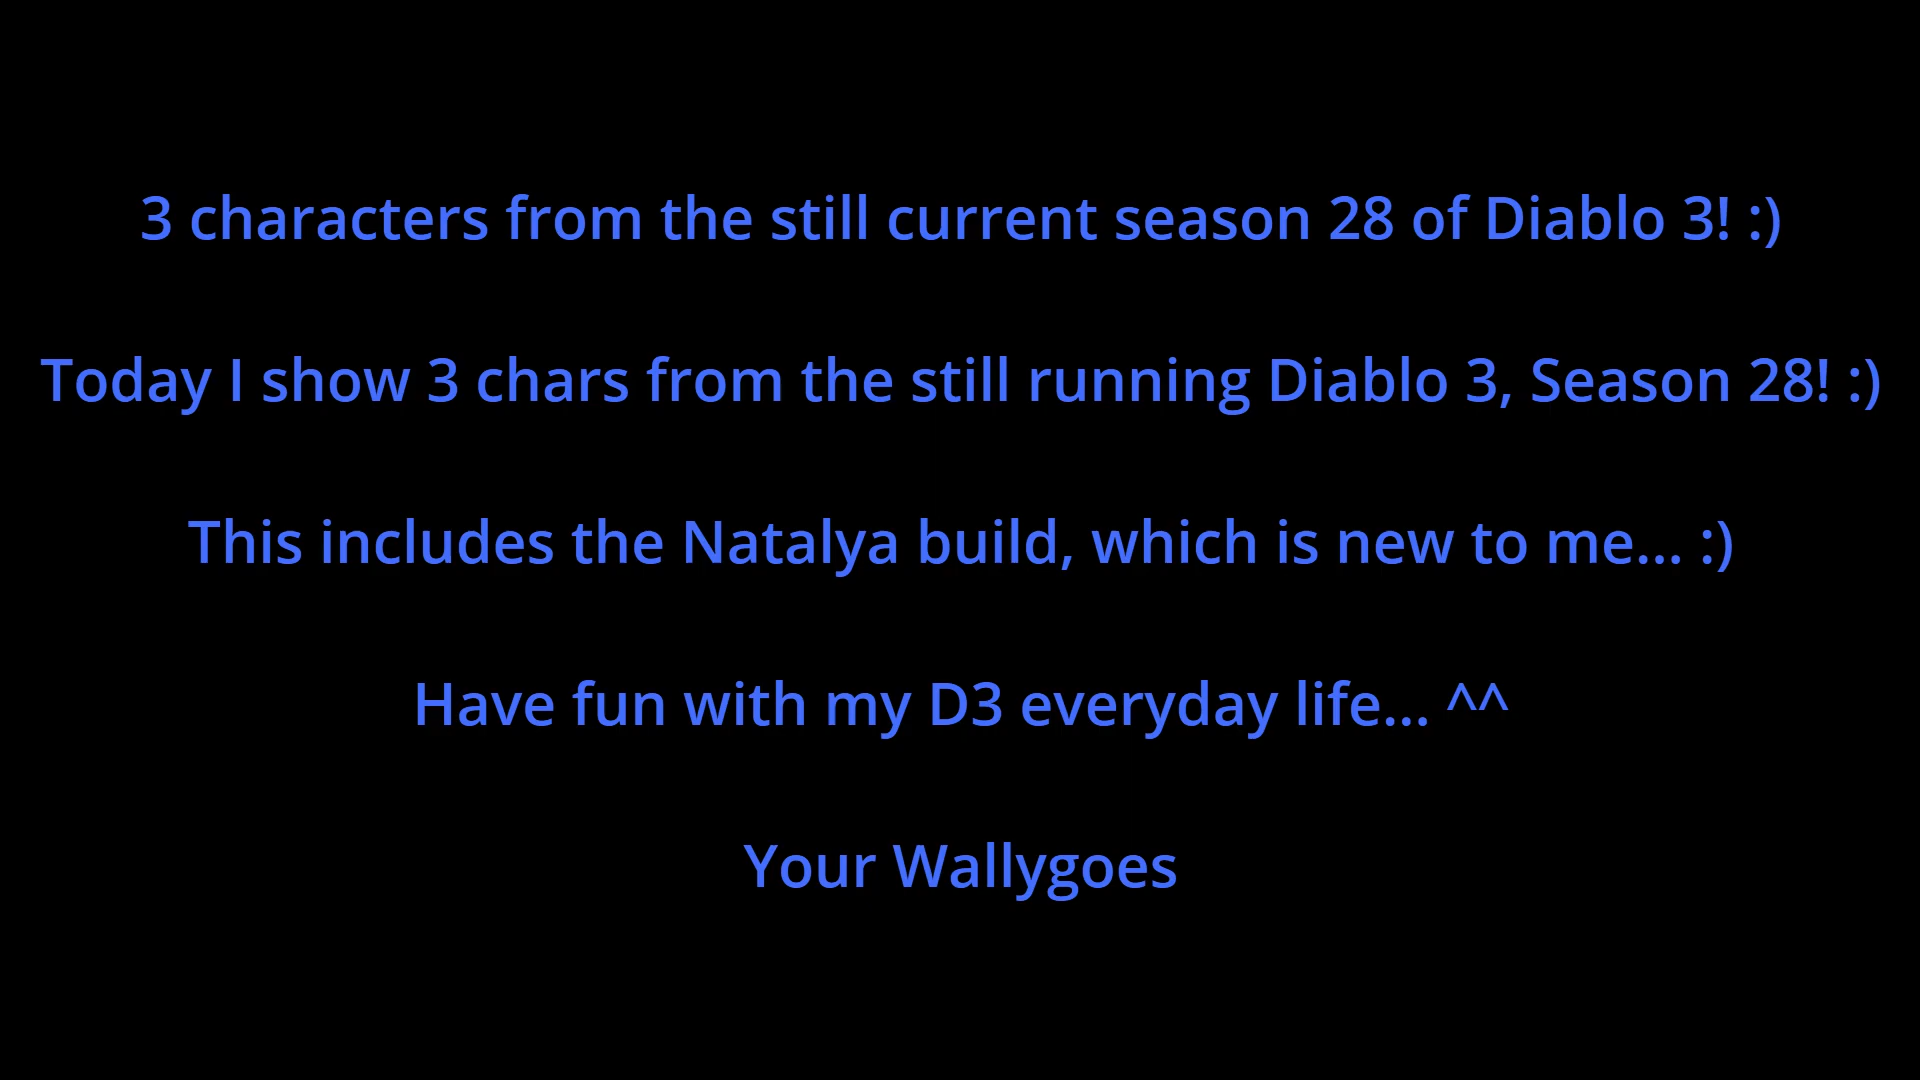 3 characters from the still current season 28 of Diablo 3! :)
Today I show 3 chars from the still running Diablo 3, Season 28! :)
This includes the Natalya build, which is new to me... :)
Have fun with my D3 everyday life... ^^
Your Wallygoes